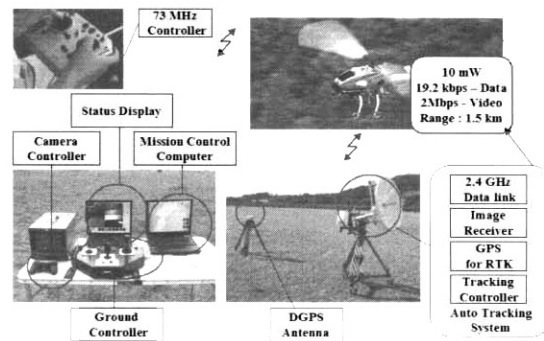 73 MHz
Controller
10 mW
19.2 kbps – Data
2Mbps - Video
Range : 1.5 km
Status Display
Camera
Controller
Mission Control
Computer
2.4 GHz
Data link
Image
Receiver
GPS
for RTK
Tracking
Controller
Auto Tracking
System
Ground
Controller
DGPS
Antenna